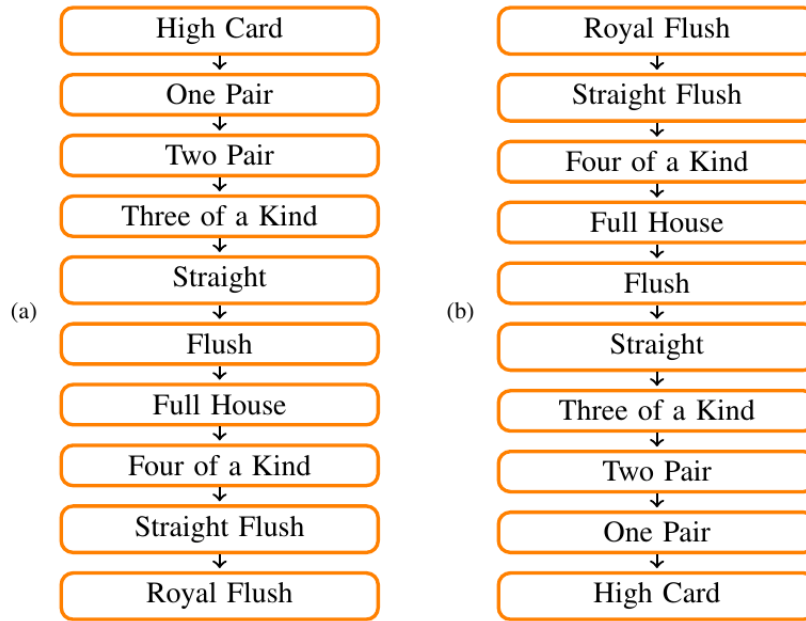 High Card
One Pair
Two Pair
Three of a Kind
Straight
(a)
Flush
Full House
Four of a Kind
Straight Flush
Royal Flush
Royal Flush
Straight Flush
Four of a Kind
Full House
Flush
(b)
Straight
Three of a Kind
Two Pair
One Pair
High Card